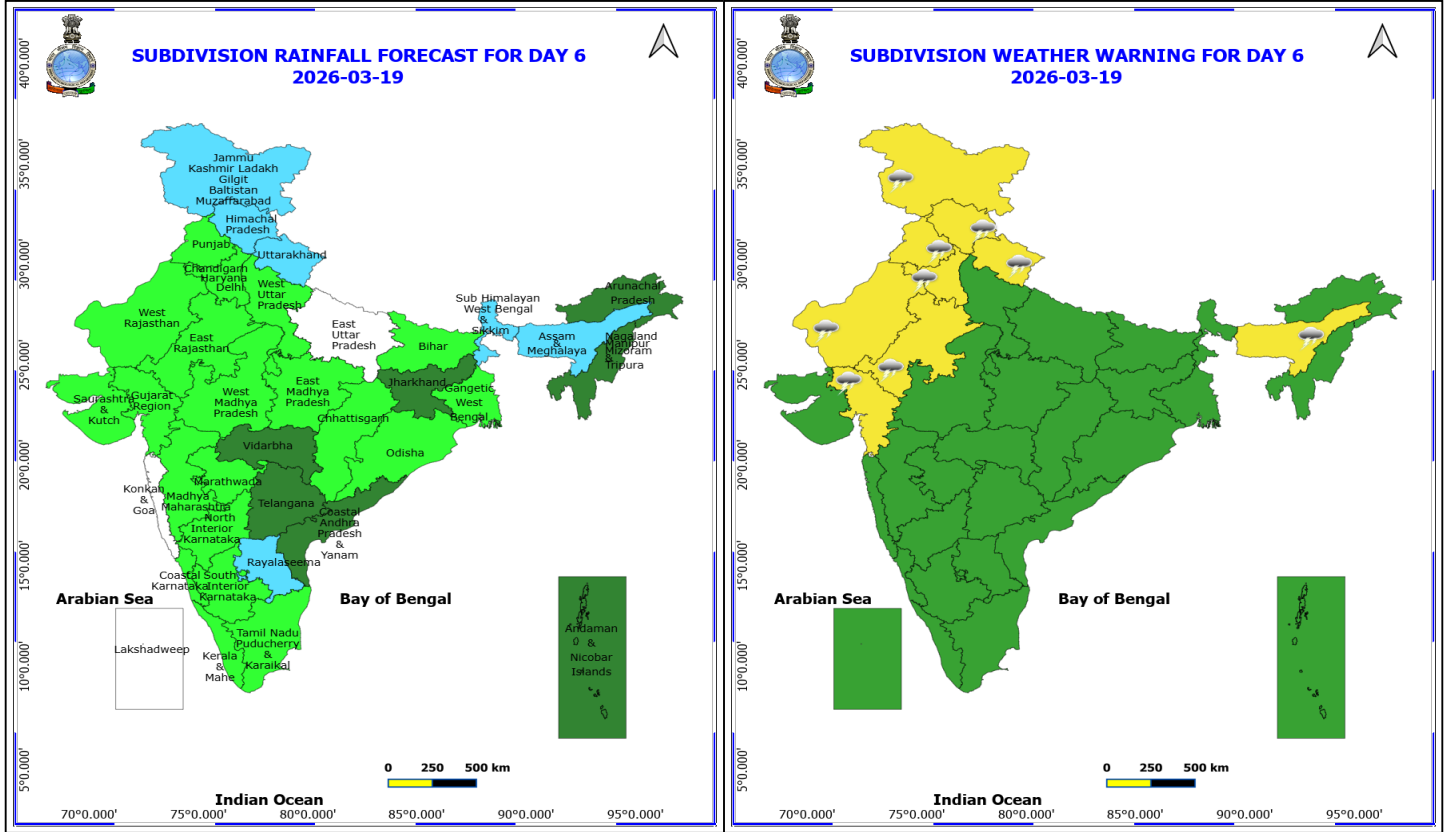 SUBDIVISION RAINFALL FORECAST FOR DAY 6
2026-03-19
40°0.000'
35°0.000'
30°0.000'
25°0.000'
20°0.000'
15°0.000'
10°0.000'
5°0.000'
Jammu
Kashmir Ladakh
Gilgit
Baltistan
Muzaffarabad
Himachal
Pradesh
Punjab
Uttarakhand
Chandigarh
Haryana
Delhi
West
Uttar
Pradesh
West
Rajasthan
East
Rajasthan
East
Uttar
Pradesh
Sub Himalayan
West Bengal
&
Sikkim
Arunachal
Pradesh
Assam
&
Meghalaya
Nagaland
Manipur
Mizoram
&
Tripura
Bihar
Jharkhand
Gangetic
West
Bengal
Saurashtra
&
Kutch
Gujarat
Region
West
Madhya
Pradesh
East
Madhya
Pradesh
Chhattisgarh
Odisha
Vidarbha
Konkan
&
Goa
Marathwada
Madhya
Maharashtra
Telangana
North
Interior
Karnataka
Coastal
Andhra
Pradesh
&
Yanam
Rayalaseema
Coastal
Karnataka
South
Interior
Karnataka
Arabian Sea
Bay of Bengal
Lakshadweep
Tamil Nadu
Puducherry
&
Karaikal
Kerala
&
Mahe
Andaman
&
Nicobar
Islands
0 250 500 km
Indian Ocean
70°0.000' 75°0.000' 80°0.000' 85°0.000' 90°0.000' 95°0.000'
SUBDIVISION WEATHER WARNING FOR DAY 6
2026-03-19
40°0.000'
35°0.000'
30°0.000'
25°0.000'
20°0.000'
15°0.000'
10°0.000'
5°0.000'
Arabian Sea
Bay of Bengal
0 250 500 km
Indian Ocean
70°0.000' 75°0.000' 80°0.000' 85°0.000' 90°0.000' 95°0.000'